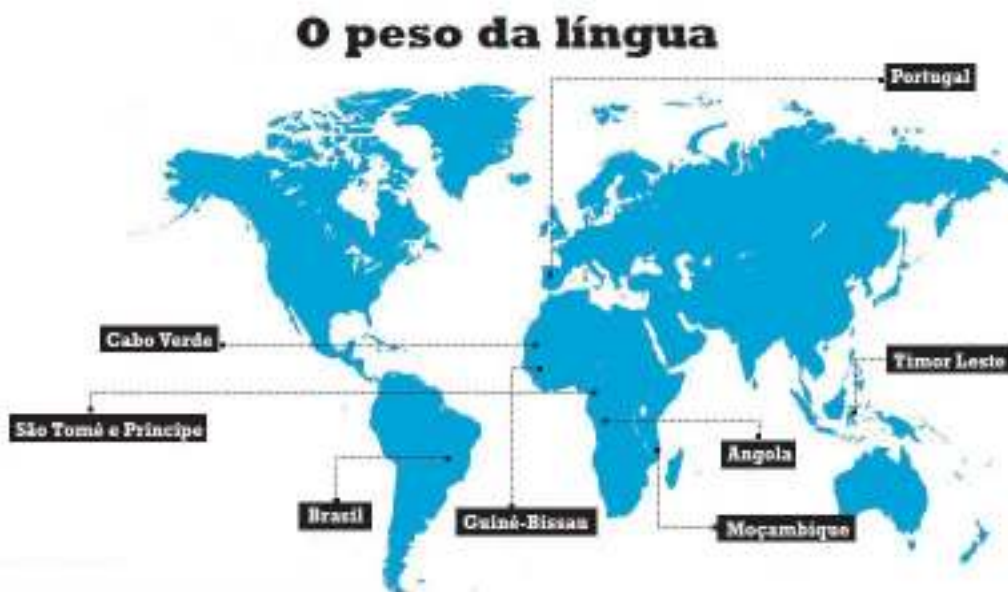 O peso da língua
Portugal
Cabo Verde
Timor Leste
São Tomé e Príncipe
Angola
Brasil
Guiné-Bissau
Moçambique